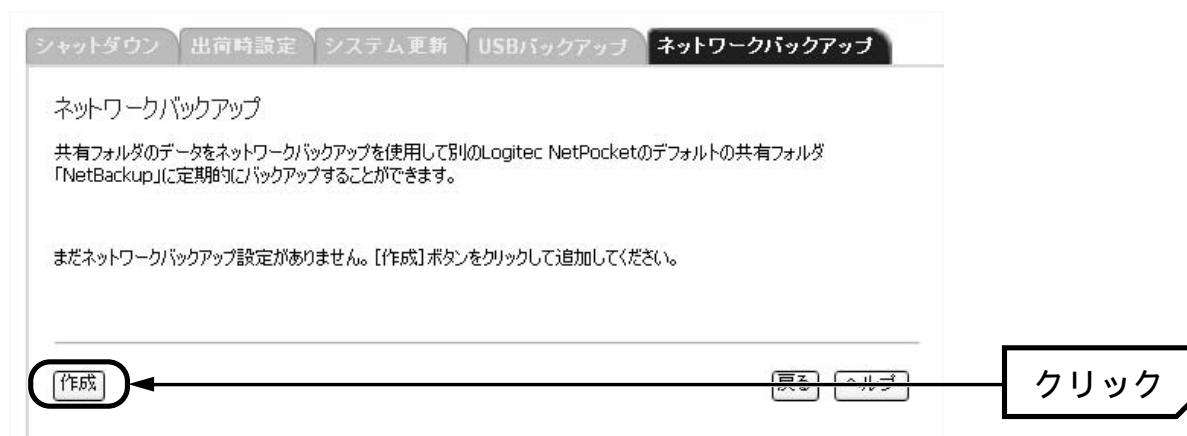 シャットダウン 出荷時設定 システム更新 USBバックアップ ネットワークバックアップ
ネットワークバックアップ
共有フォルダのデータをネットワークバックアップを使用して別のLogitec NetPocketのデフォルトの共有フォルダ
「NetBackup」に定期的にバックアップすることができます。
まだネットワークバックアップ設定がありません。[作成]ボタンをクリックして追加してください。
作成 戻る ヘルプ クリック